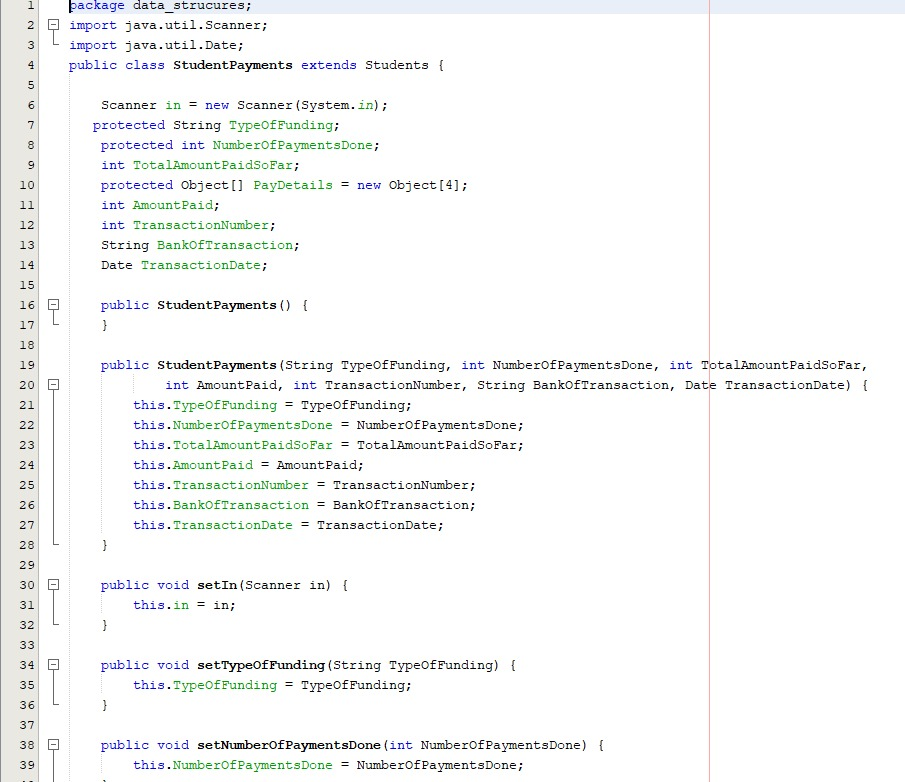 1 package data_strucures;
2 import java.util.Scanner;
3 import java.util.Date;
4 public class StudentPayments extends Students {
5
6 Scanner in = new Scanner(System.in);
7 protected String TypeOfFunding;
8 protected int NumberOfPaymentsDone;
9 int TotalAmountPaidSoFar;
10 protected Object[] PayDetails = new Object[4];
11 int AmountPaid;
12 int TransactionNumber;
13 String BankOfTransaction;
14 Date TransactionDate;
15
16 public StudentPayments() {
17 }
18
19 public StudentPayments(String TypeOfFunding, int NumberOfPaymentsDone, int TotalAmountPaidSoFar,
20 int AmountPaid, int TransactionNumber, String BankOfTransaction, Date TransactionDate) {
21 this.TypeOfFunding = TypeOfFunding;
22 this.NumberOfPaymentsDone = NumberOfPaymentsDone;
23 this.TotalAmountPaidSoFar = TotalAmountPaidSoFar;
24 this.AmountPaid = AmountPaid;
25 this.TransactionNumber = TransactionNumber;
26 this.BankOfTransaction = BankOfTransaction;
27 this.TransactionDate = TransactionDate;
28 }
29
30 public void setIn(Scanner in) {
31 this.in = in;
32 }
33
34 public void setTypeOfFunding(String TypeOfFunding) {
35 this.TypeOfFunding = TypeOfFunding;
36 }
37
38 public void setNumberOfPaymentsDone(int NumberOfPaymentsDone) {
39 this.NumberOfPaymentsDone = NumberOfPaymentsDone;